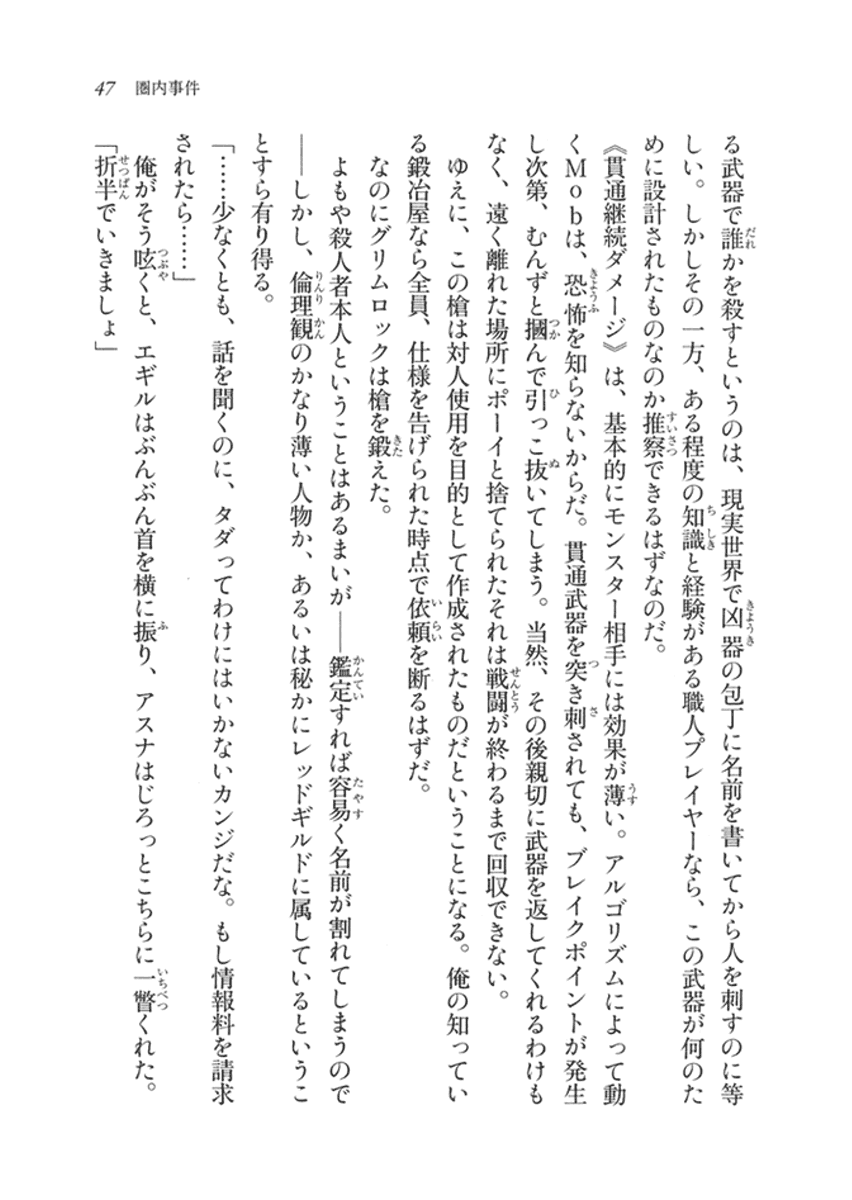 47 圏内事件
る武器で誰かを殺すというのは、現実世界で凶器の包丁に名前を書いてから人を刺すのに等
しい。しかしその一方、ある程度の知識と経験がある職人プレイヤーなら、この武器が何のた
めに設計されたものなのか推察できるはずなのだ。
《貫通継続ダメージ》は、基本的にモンスター相手には効果が薄い。アルゴリズムによって動
くＭｏｂは、恐怖を知らないからだ。貫通武器を突き刺されても、ブレイクポイントが発生
し次第、むんずと摑んで引っこ抜いてしまう。当然、その後親切に武器を返してくれるわけも
なく、遠く離れた場所にポーイと捨てられたそれは戦闘が終わるまで回収できない。
ゆえに、この槍は対人使用を目的として作成されたものだということになる。俺の知ってい
る鍛冶屋なら全員、仕様を告げられた時点で依頼を断るはずだ。
なのにグリムロックは槍を鍛えた。
よもや殺人者本人ということはあるまいが――鑑定すれば容易く名前が割れてしまうので
――しかし、倫理観のかなり薄い人物か、あるいは秘かにレッドギルドに属しているというこ
とすら有り得る。
「……少なくとも、話を聞くのに、タダってわけにはいかないカンジだな。もし情報料を請求
されたら……」
俺がそう呟くと、エギルはぶんぶん首を横に振り、アスナはじろっとこちらに一瞥くれた。
「折半でいきましょ」